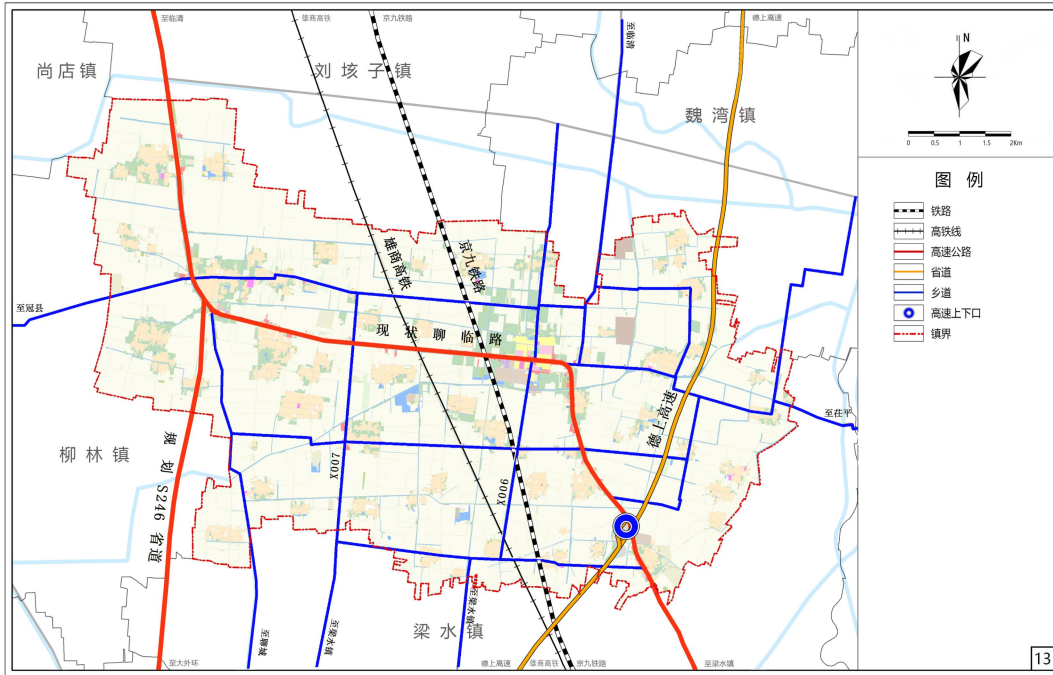 至临清
雄商高铁
京九铁路
至临清
德上高速
尚店镇
刘垓子镇
魏湾镇
N
0 0.5 1 1.5 2Km
图 例
铁路
高铁线
高速公路
省道
乡道
高速上下口
镇界
雄商高铁
京九铁路
至冠县
现状聊临路
德上高速
至茌平
柳林镇
规划 S246 省道
X007
X006
至聊城
至梁水镇
至梁水镇
梁水镇
至大外环
德上高速
雄商高铁
京九铁路
至梁水镇
13